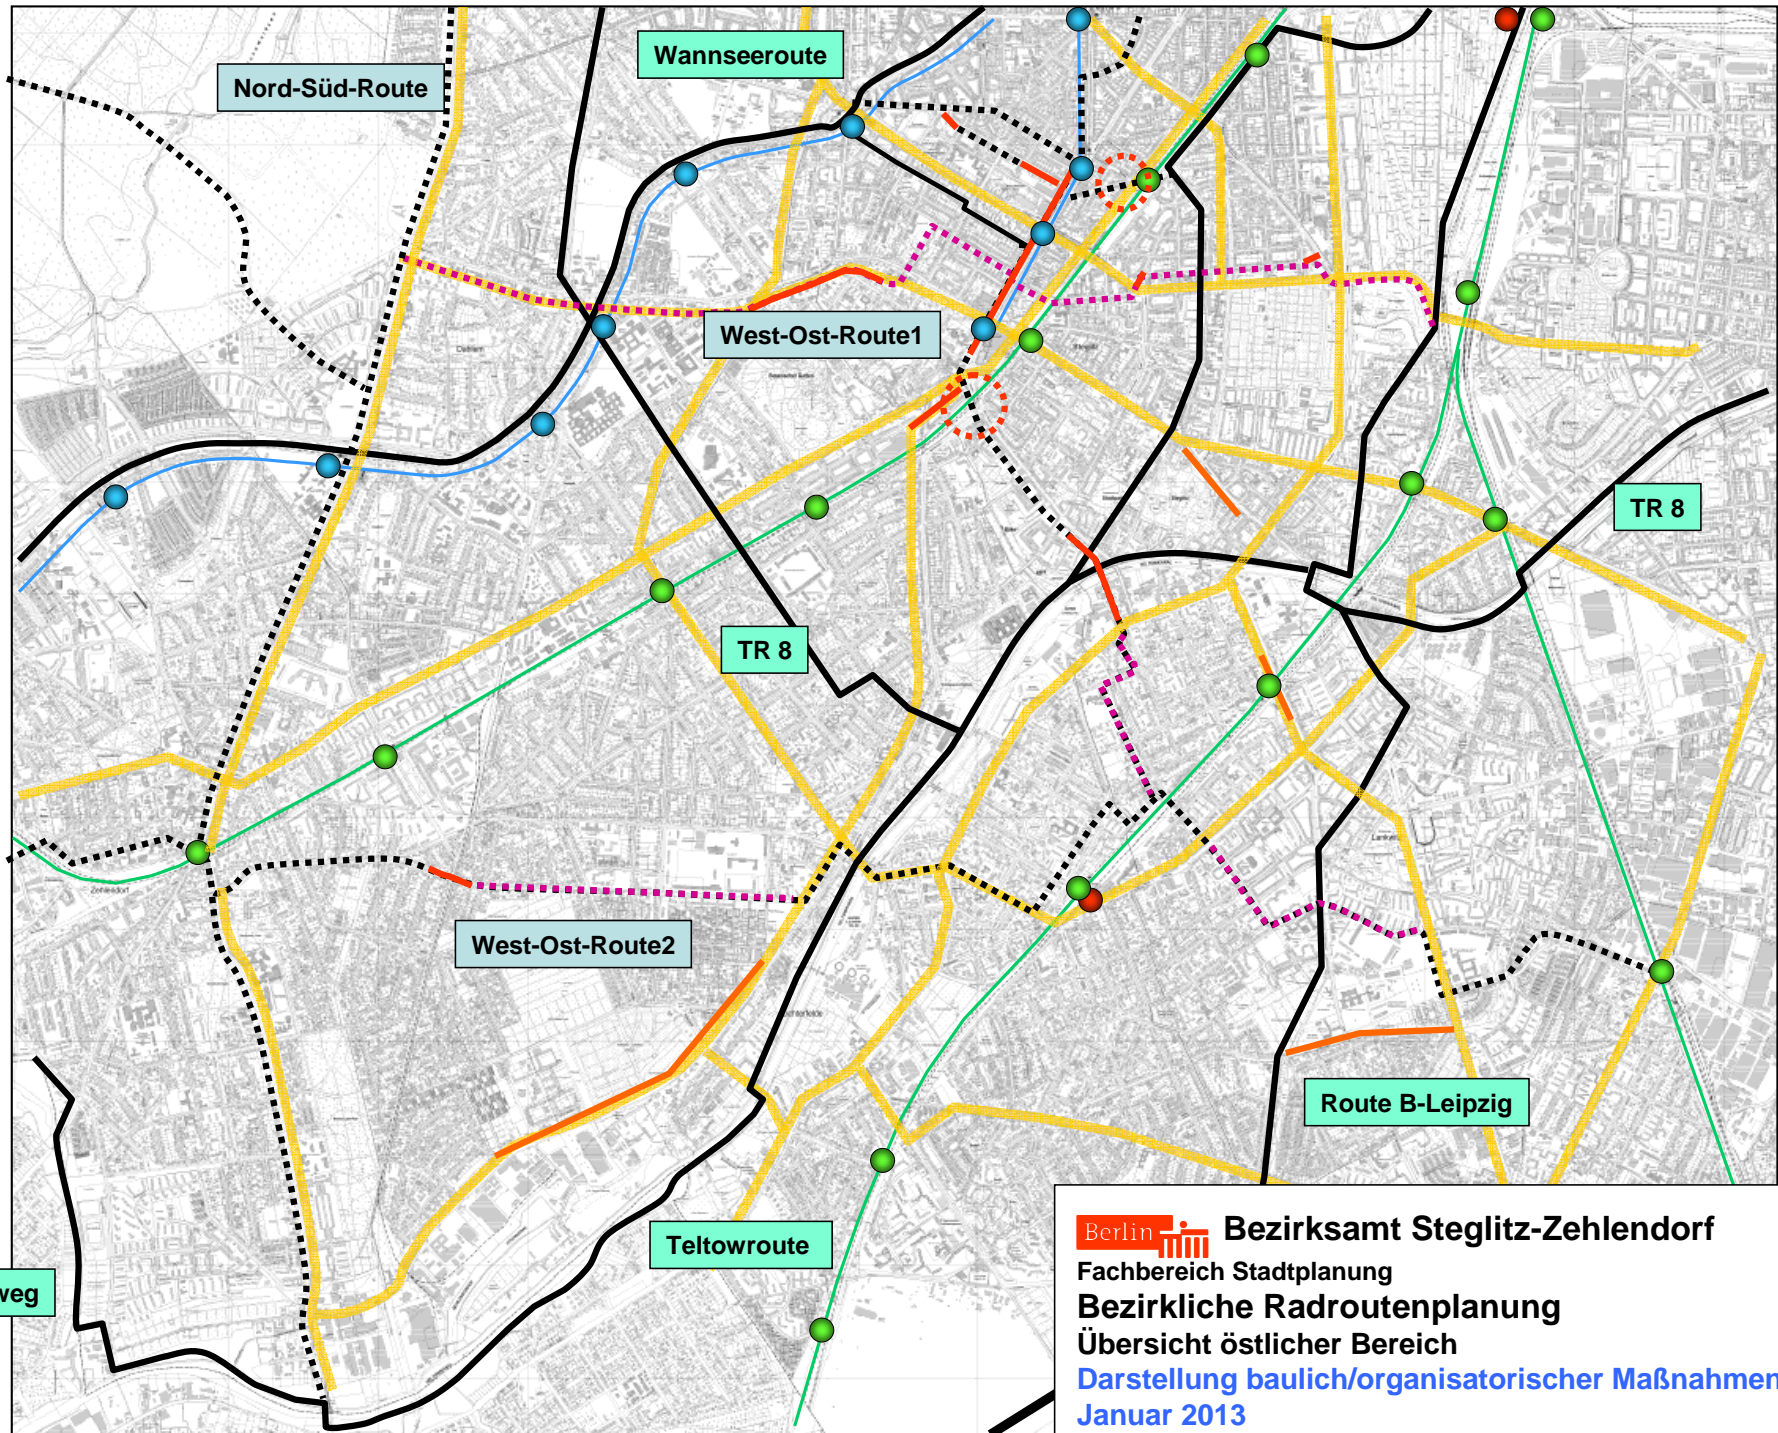 Wannseeroute
Nord-Süd-Route
West-Ost-Route1
TR 8
TR 8
West-Ost-Route2
Route B-Leipzig
Teltowroute
weg
Berlin
Bezirksamt Steglitz-Zehlendorf
Fachbereich Stadtplanung
Bezirkliche Radroutenplanung
Übersicht östlicher Bereich
Darstellung baulich/organisatorischer Maßnahmen
Januar 2013
Zehlendorf